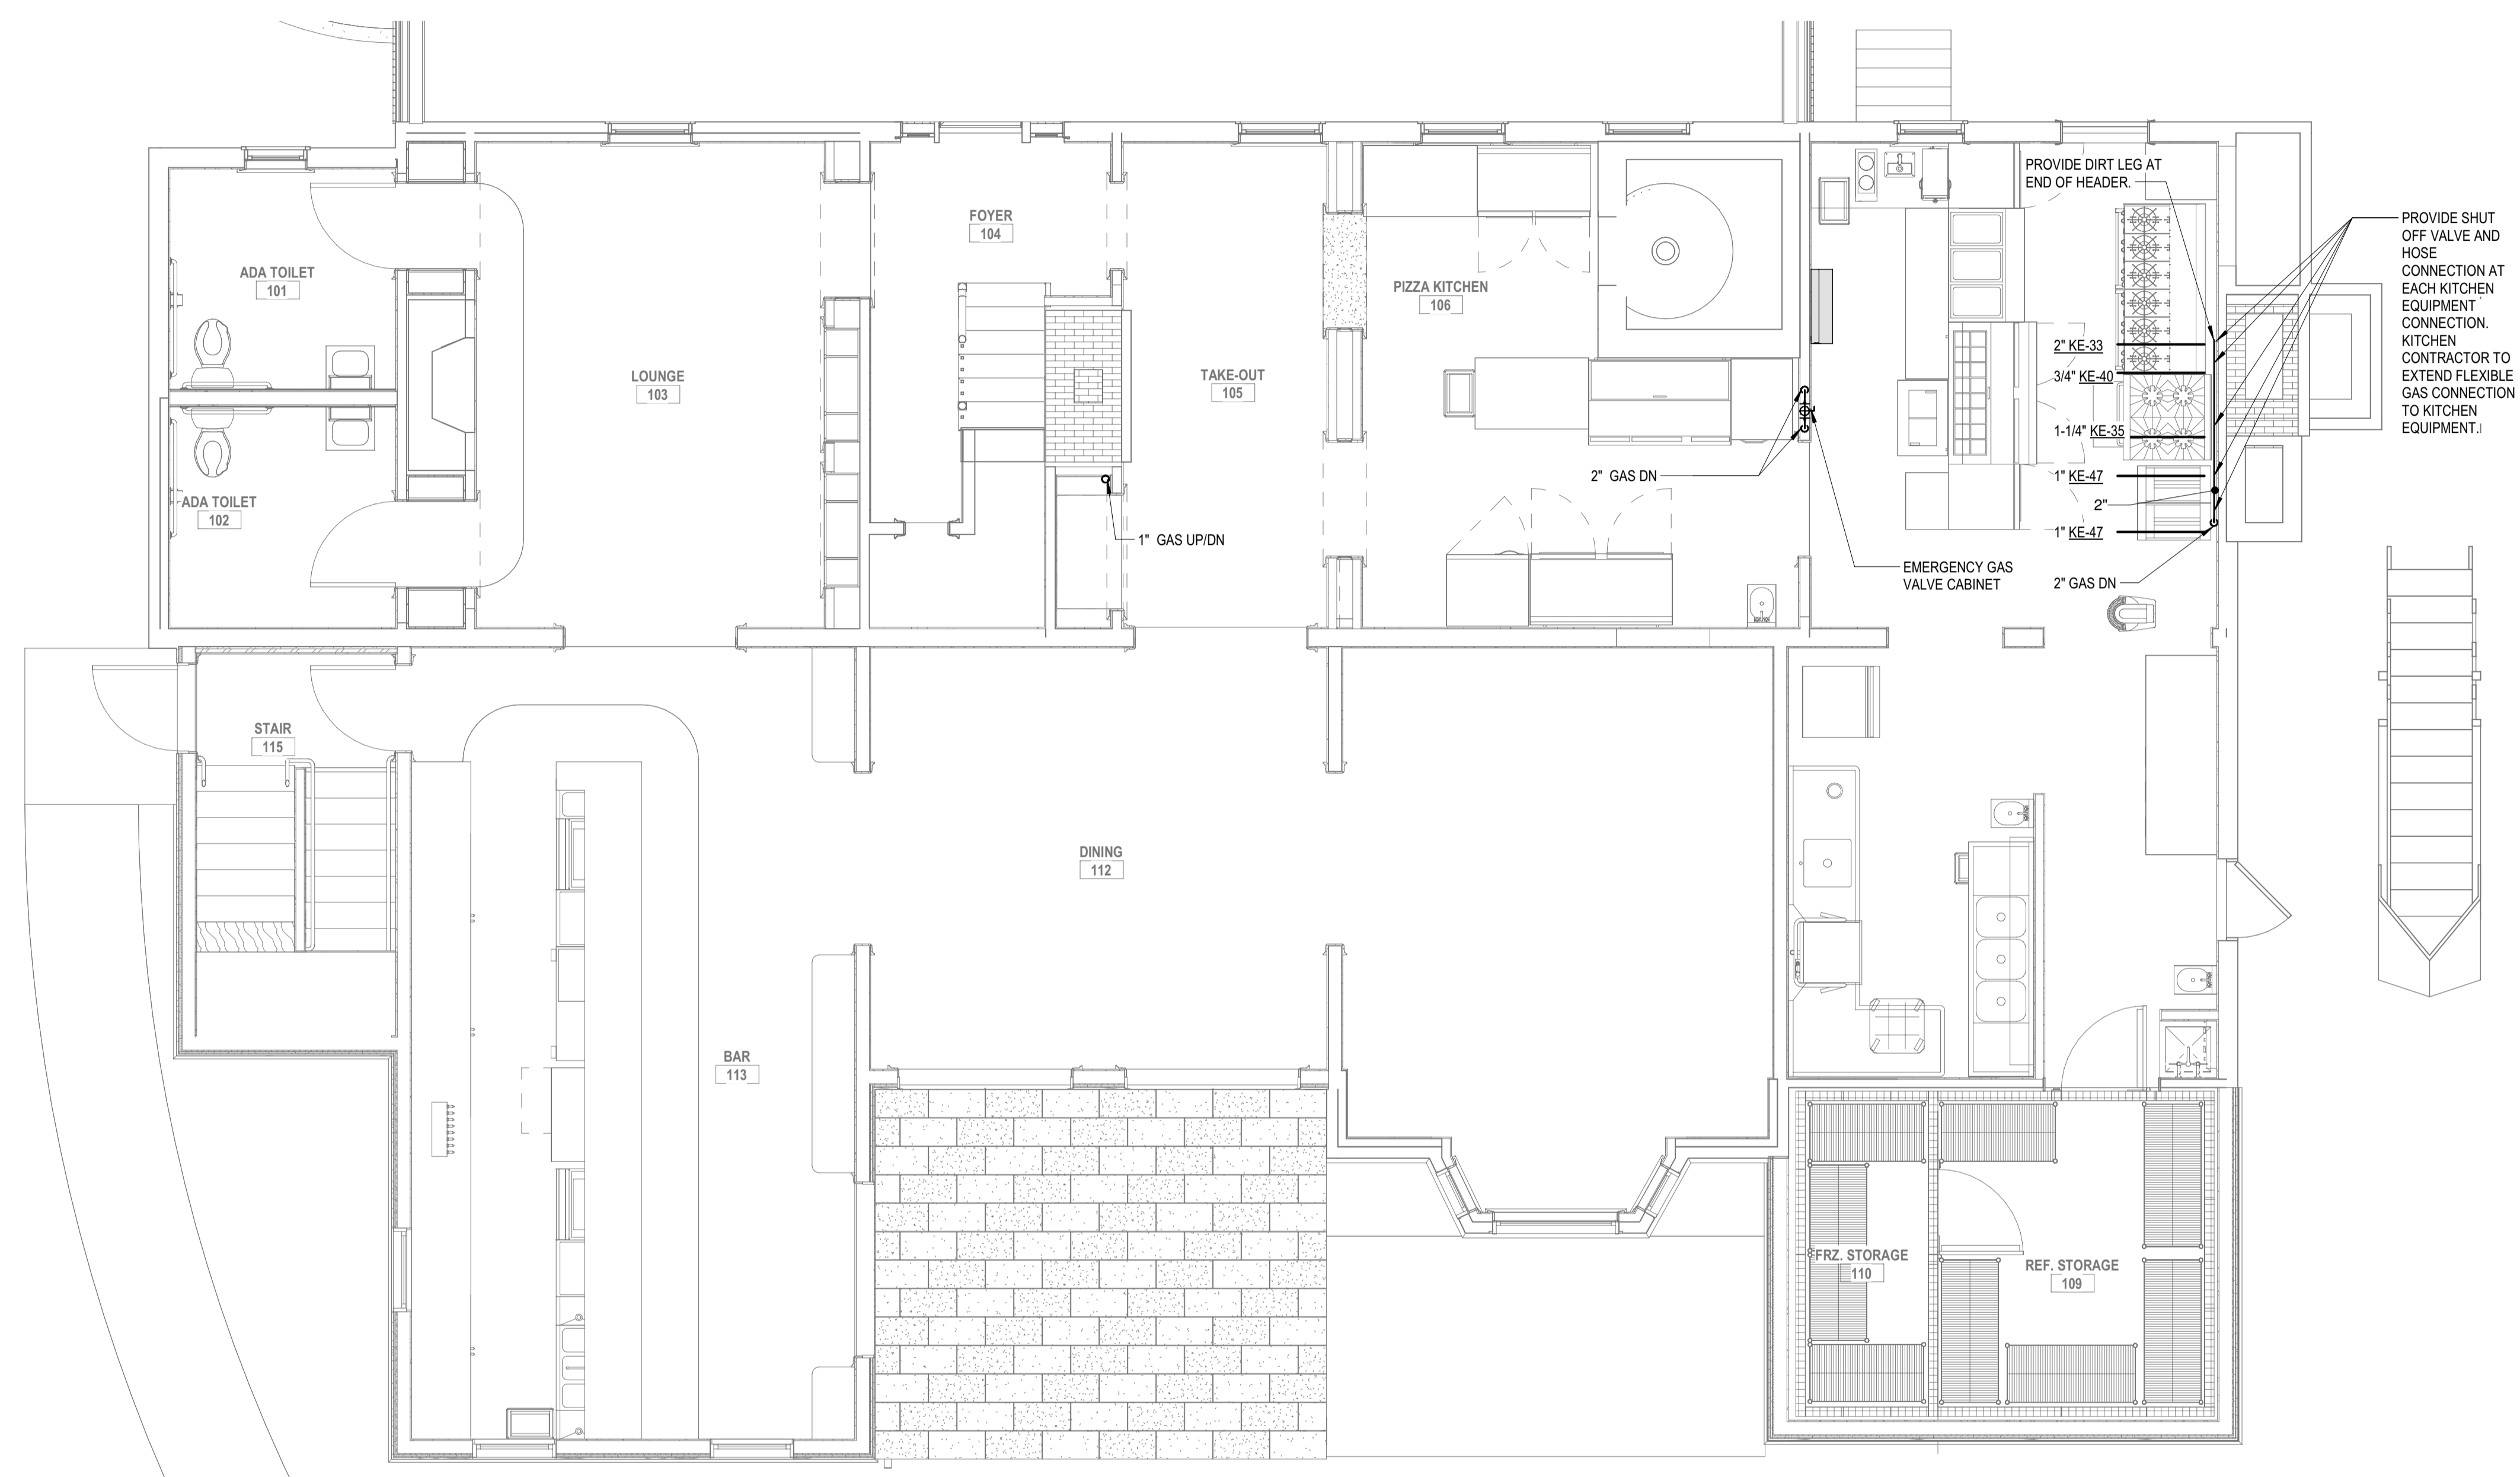 PROVIDE DIRT LEG AT
END OF HEADER.
PROVIDE SHUT
OFF VALVE AND
HOSE
CONNECTION AT
EACH KITCHEN
EQUIPMENT
CONNECTION.
KITCHEN
CONTRACTOR TO
EXTEND FLEXIBLE
GAS CONNECTION
TO KITCHEN
EQUIPMENT.
FOYER
104
ADA TOILET
101
PIZZA KITCHEN
106
LOUNGE
103
TAKE-OUT
105
2" KE-33
3/4" KE-40
1-1/4" KE-35
1" KE-47
2"
1" KE-47
2" GAS DN
2" GAS DN
ADA TOILET
102
1" GAS UP/DN
EMERGENCY GAS
VALVE CABINET
STAIR
115
DINING
112
BAR
113
FRZ. STORAGE
110
REF. STORAGE
109